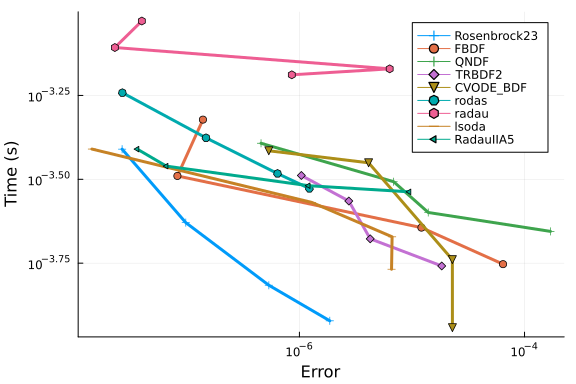 Rosenbrock23
FBDF
QNDF
TRBDF2
CVODE_BDF
rodas
radau
lsoda
RadauIIA5
10^-3.25
10^-3.50
10^-3.75
Time (s)
10^-6
10^-4
Error